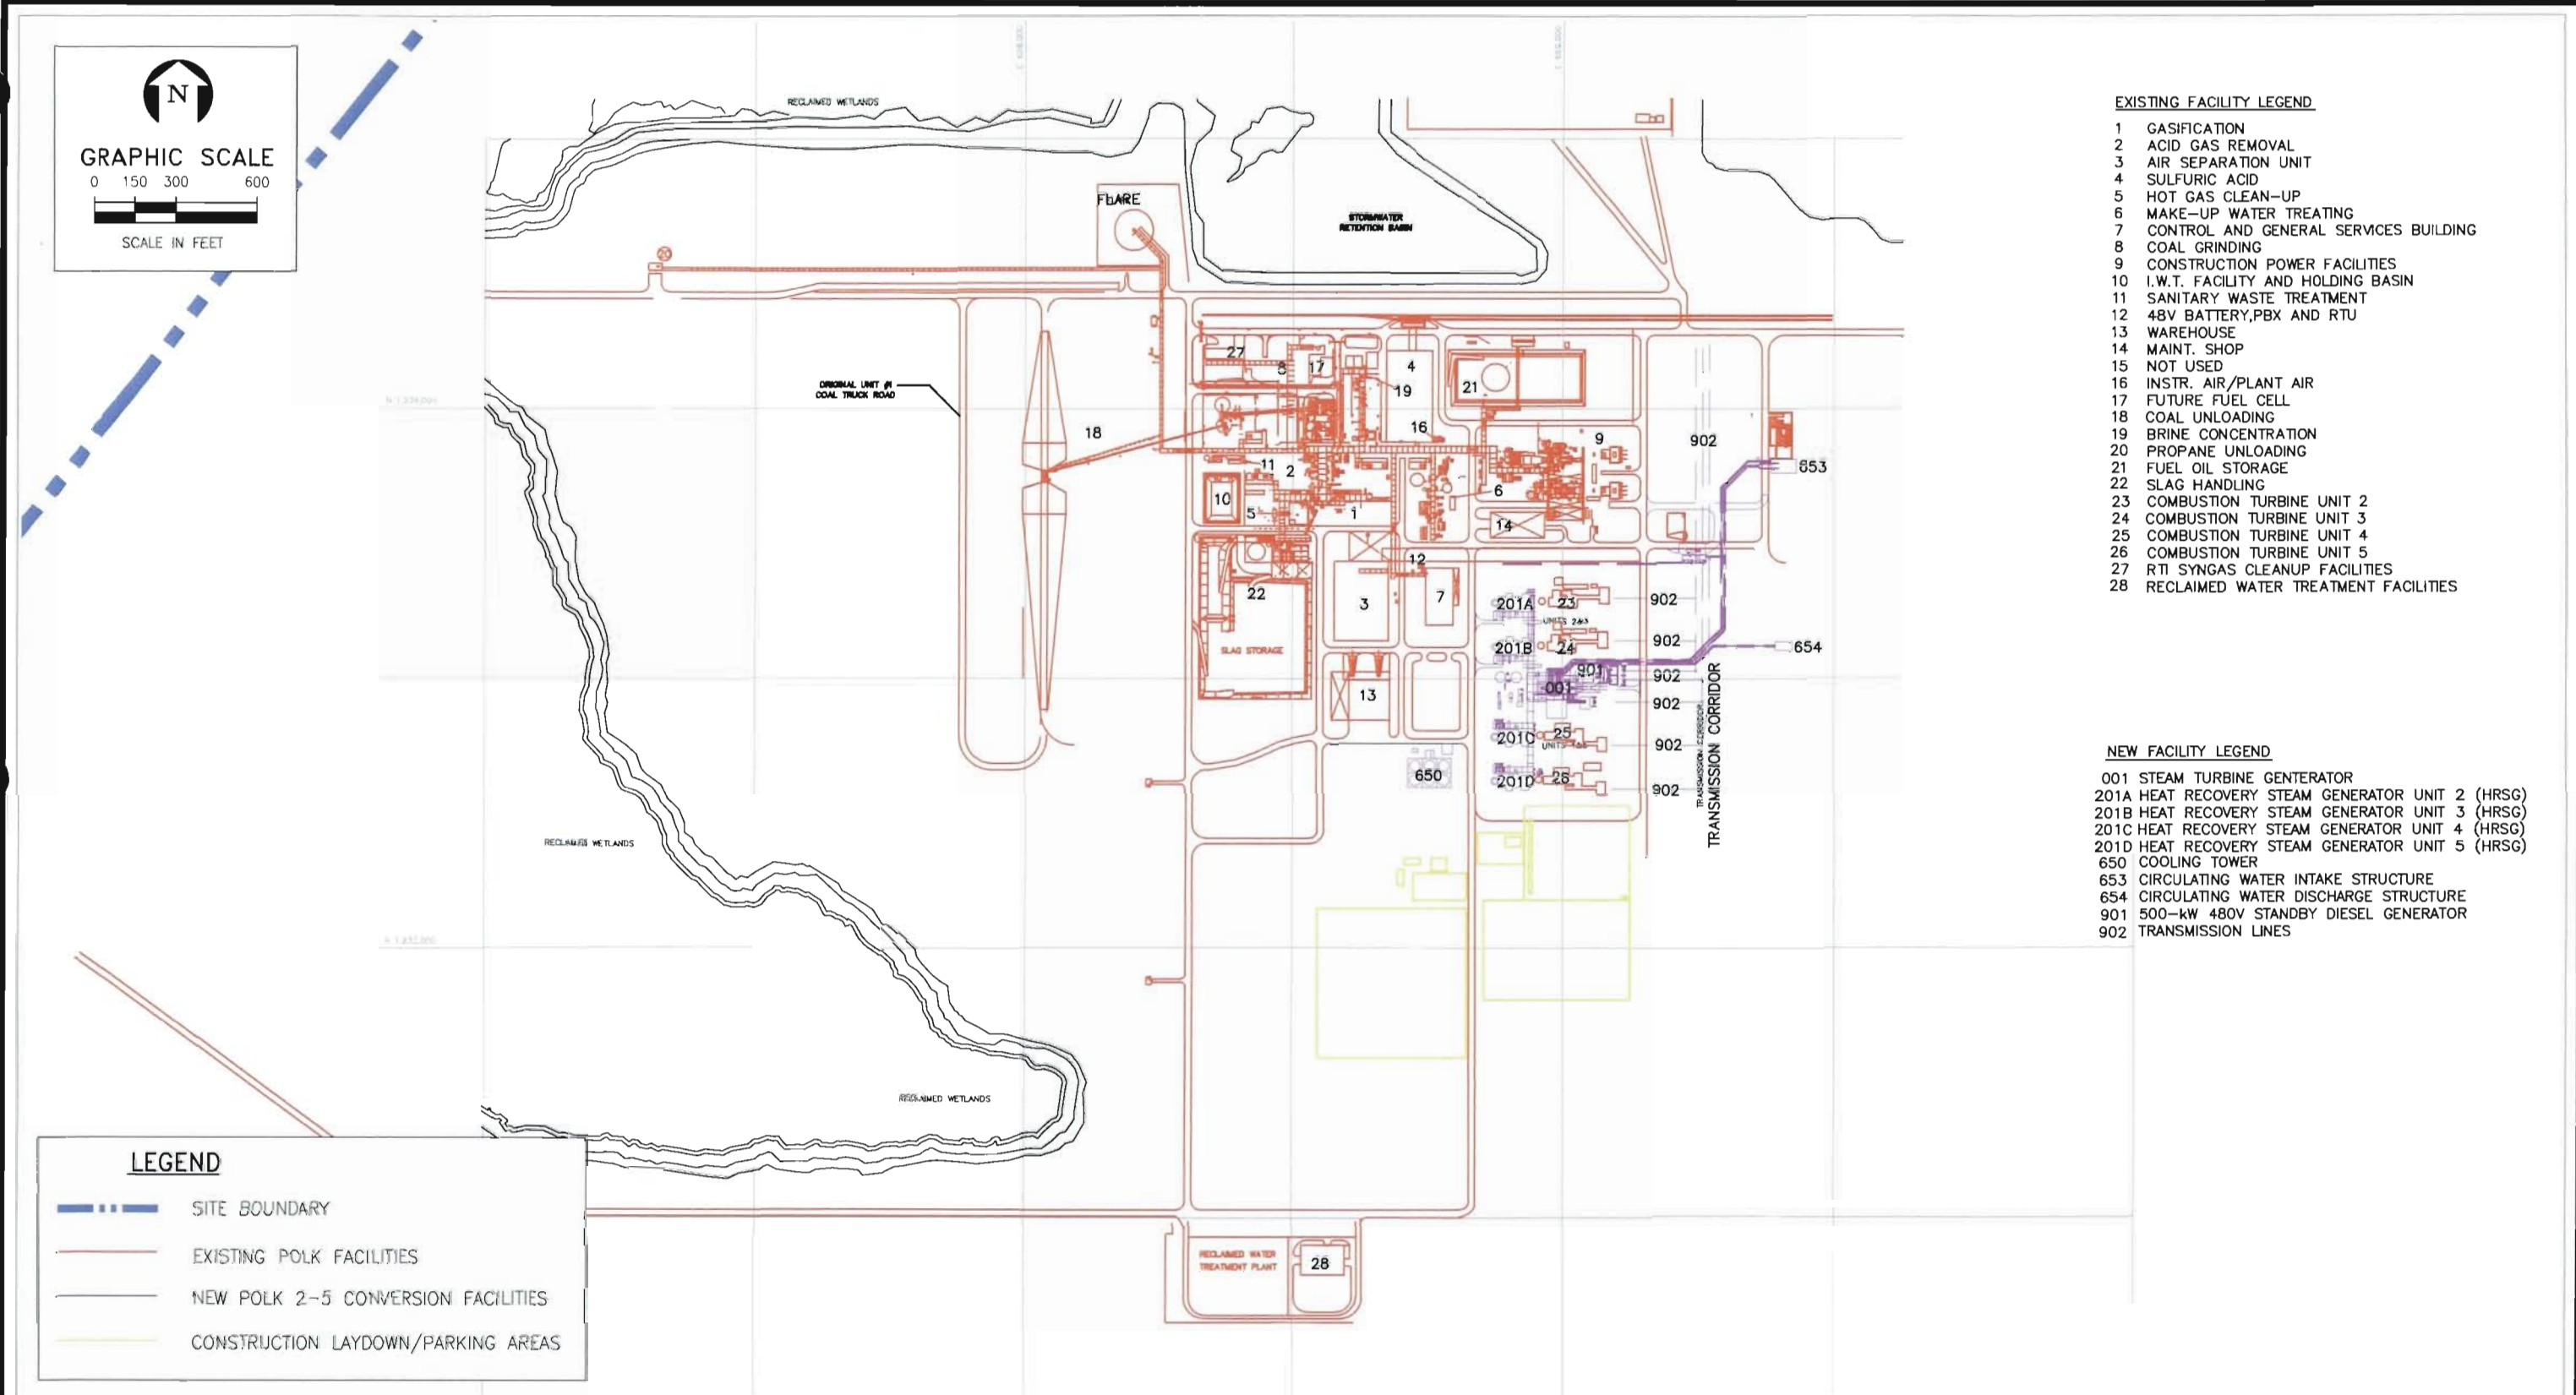 N
GRAPHIC SCALE
0 150 300 600
SCALE IN FEET
RECLAIMED WETLANDS
FLARE
STORMWATER
RETENTION BASIN
20
ORIGINAL UNIT #1
COAL TRUCK ROAD
27
8
17
4
19
21
18
16
9
902
653
11
2
10
5
1
6
14
12
22
3
7
SLAG STORAGE
13
201A
23
902
UNITS 2&3
201B
24
902
654
901
902
001
902
201C
25
902
UNITS
201D
26
902
650
TRANSMISSION CORRIDOR
TRANSMISSION CORRIDOR
RECLAIMED WETLANDS
RECLAIMED WETLANDS
RECLAIMED WATER
TREATMENT PLANT
28
EXISTING FACILITY LEGEND
1 GASIFICATION
2 ACID GAS REMOVAL
3 AIR SEPARATION UNIT
4 SULFURIC ACID
5 HOT GAS CLEAN-UP
6 MAKE-UP WATER TREATING
7 CONTROL AND GENERAL SERVICES BUILDING
8 COAL GRINDING
9 CONSTRUCTION POWER FACILITIES
10 I.W.T. FACILITY AND HOLDING BASIN
11 SANITARY WASTE TREATMENT
12 48V BATTERY,PBX AND RTU
13 WAREHOUSE
14 MAINT. SHOP
15 NOT USED
16 INSTR. AIR/PLANT AIR
17 FUTURE FUEL CELL
18 COAL UNLOADING
19 BRINE CONCENTRATION
20 PROPANE UNLOADING
21 FUEL OIL STORAGE
22 SLAG HANDLING
23 COMBUSTION TURBINE UNIT 2
24 COMBUSTION TURBINE UNIT 3
25 COMBUSTION TURBINE UNIT 4
26 COMBUSTION TURBINE UNIT 5
27 RTI SYNGAS CLEANUP FACILITIES
28 RECLAIMED WATER TREATMENT FACILITIES
NEW FACILITY LEGEND
001 STEAM TURBINE GENTERATOR
201A HEAT RECOVERY STEAM GENERATOR UNIT 2 (HRSG)
201B HEAT RECOVERY STEAM GENERATOR UNIT 3 (HRSG)
201C HEAT RECOVERY STEAM GENERATOR UNIT 4 (HRSG)
201D HEAT RECOVERY STEAM GENERATOR UNIT 5 (HRSG)
650 COOLING TOWER
653 CIRCULATING WATER INTAKE STRUCTURE
654 CIRCULATING WATER DISCHARGE STRUCTURE
901 500-kW 480V STANDBY DIESEL GENERATOR
902 TRANSMISSION LINES
LEGEND
SITE BOUNDARY
EXISTING POLK FACILITIES
NEW POLK 2-5 CONVERSION FACILITIES
CONSTRUCTION LAYDOWN/PARKING AREAS